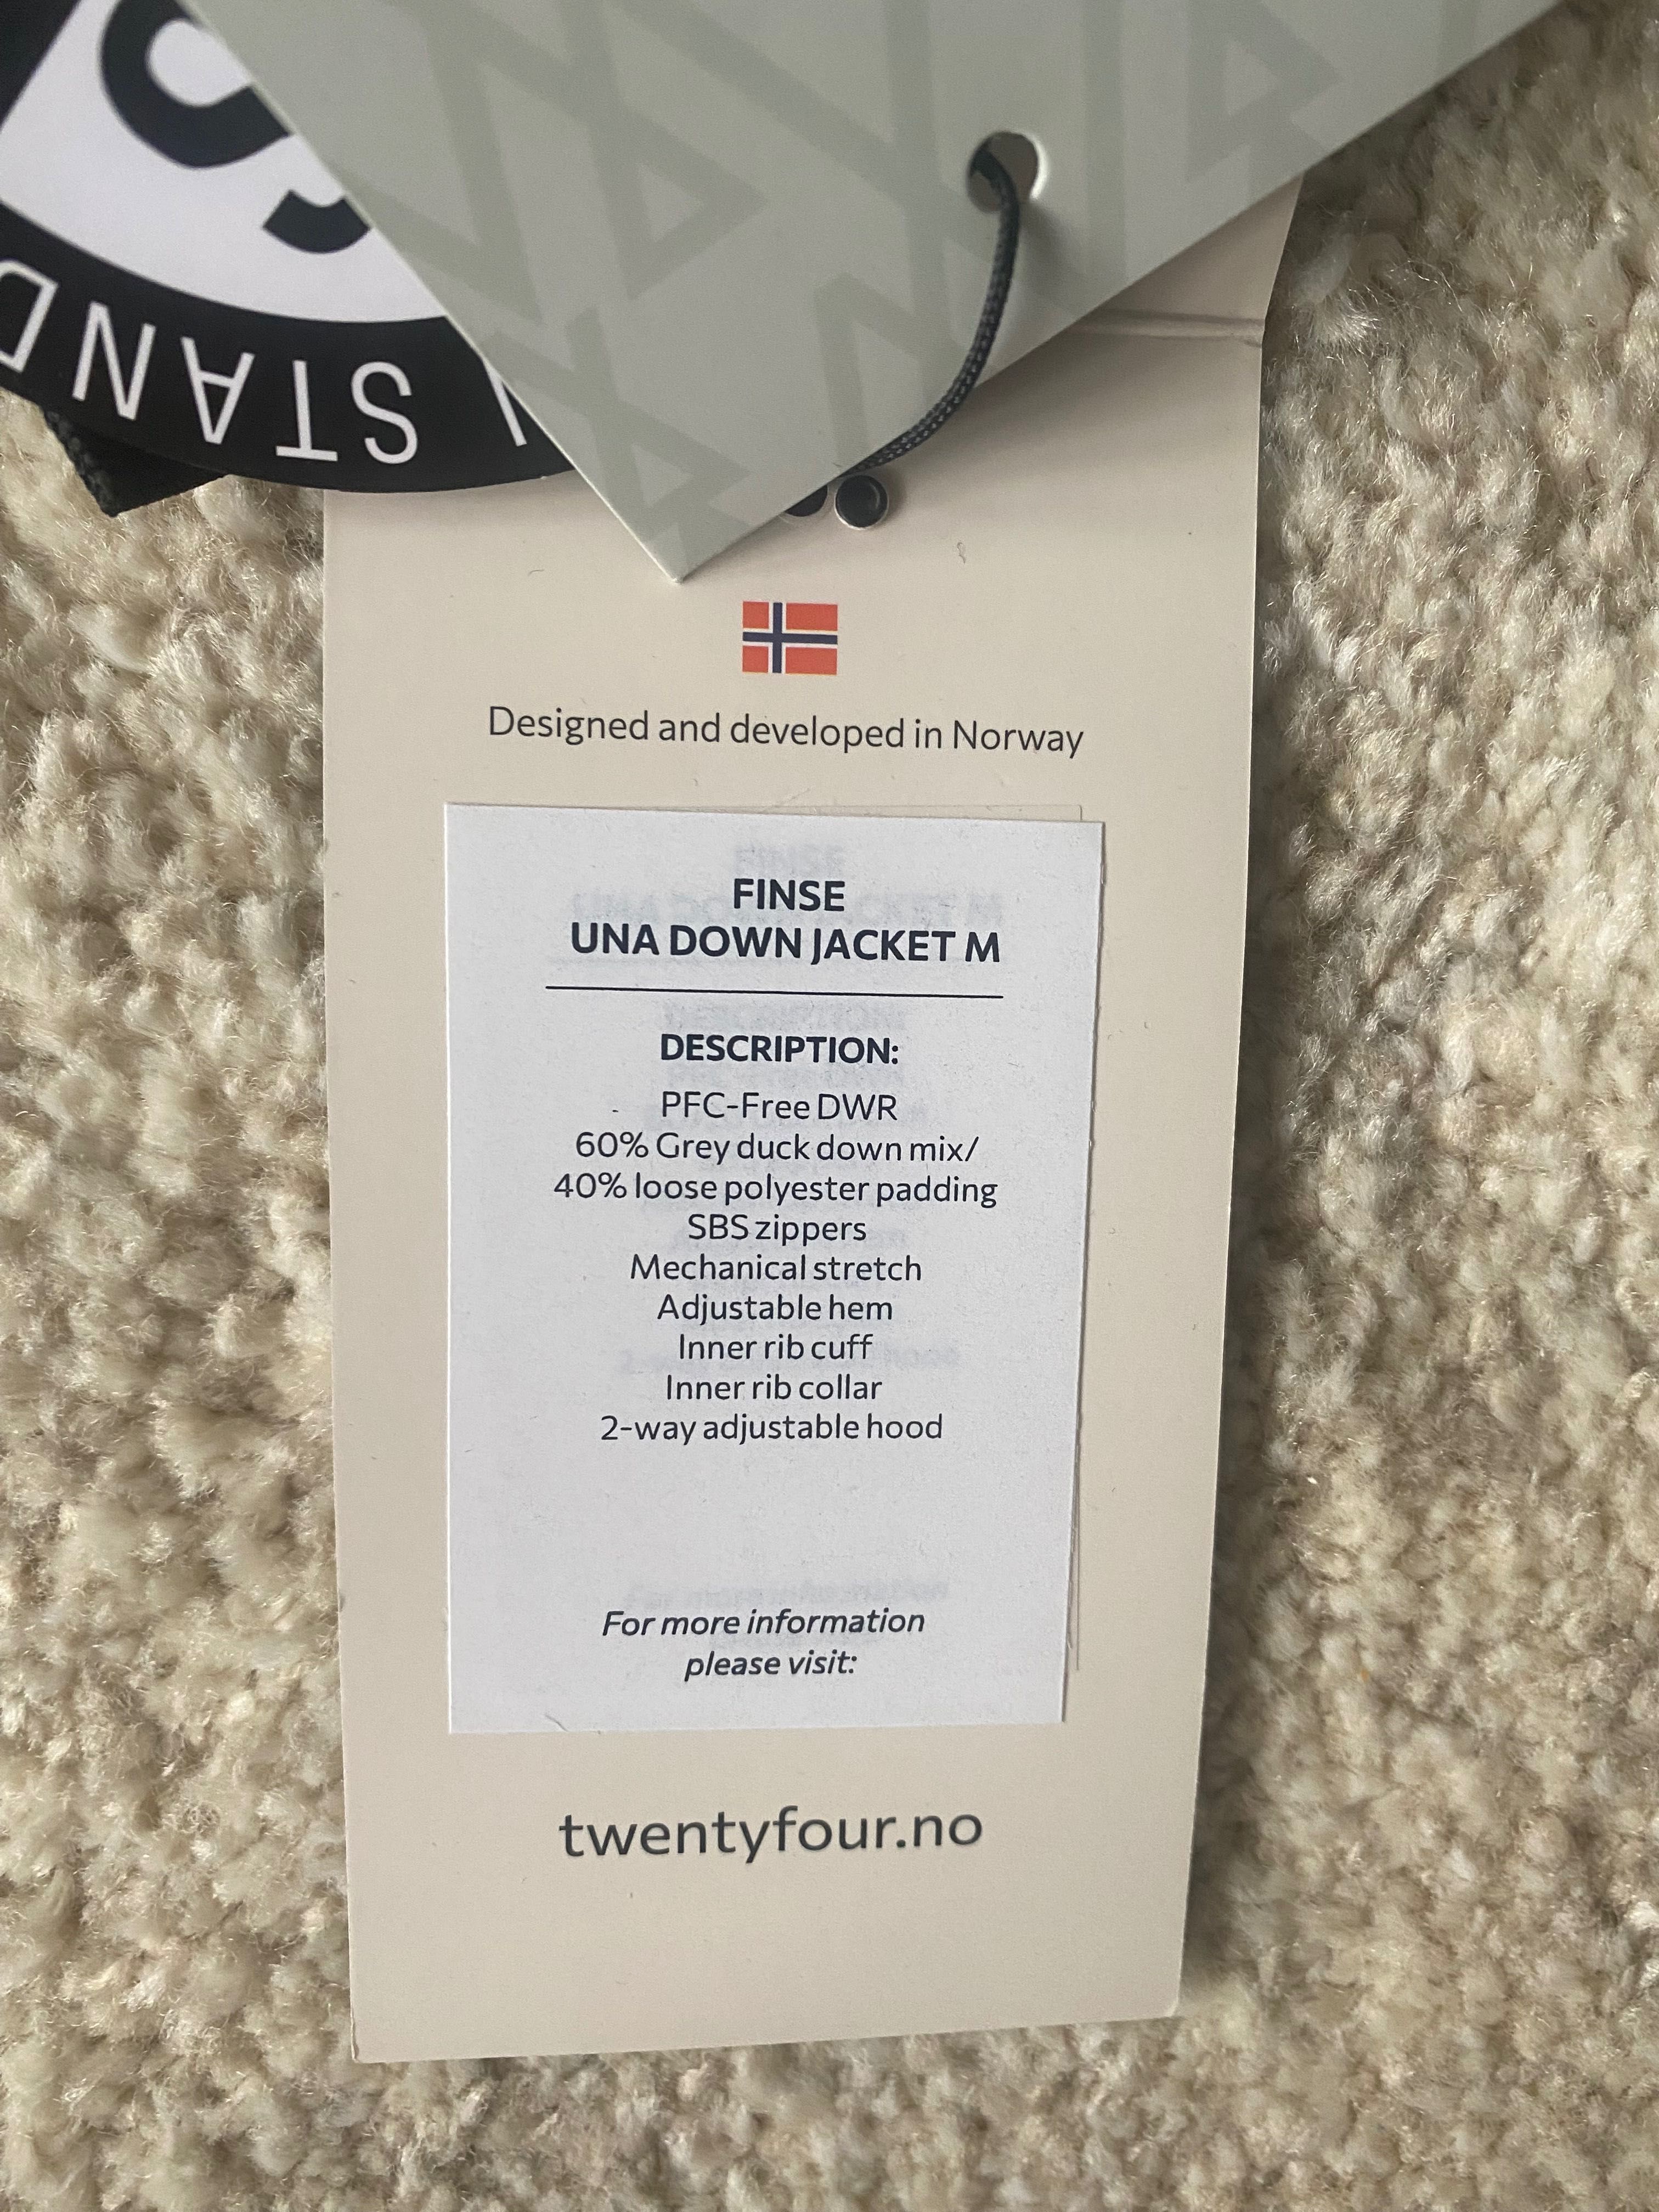 STAND
Designed and developed in Norway
FINSE
UNA DOWN JACKET M
DESCRIPTION:
PFC-Free DWR
60% Grey duck down mix/
40% loose polyester padding
SBS zippers
Mechanical stretch
Adjustable hem
Inner rib cuff
Inner rib collar
2-way adjustable hood
For more information
please visit:
twentyfour.no